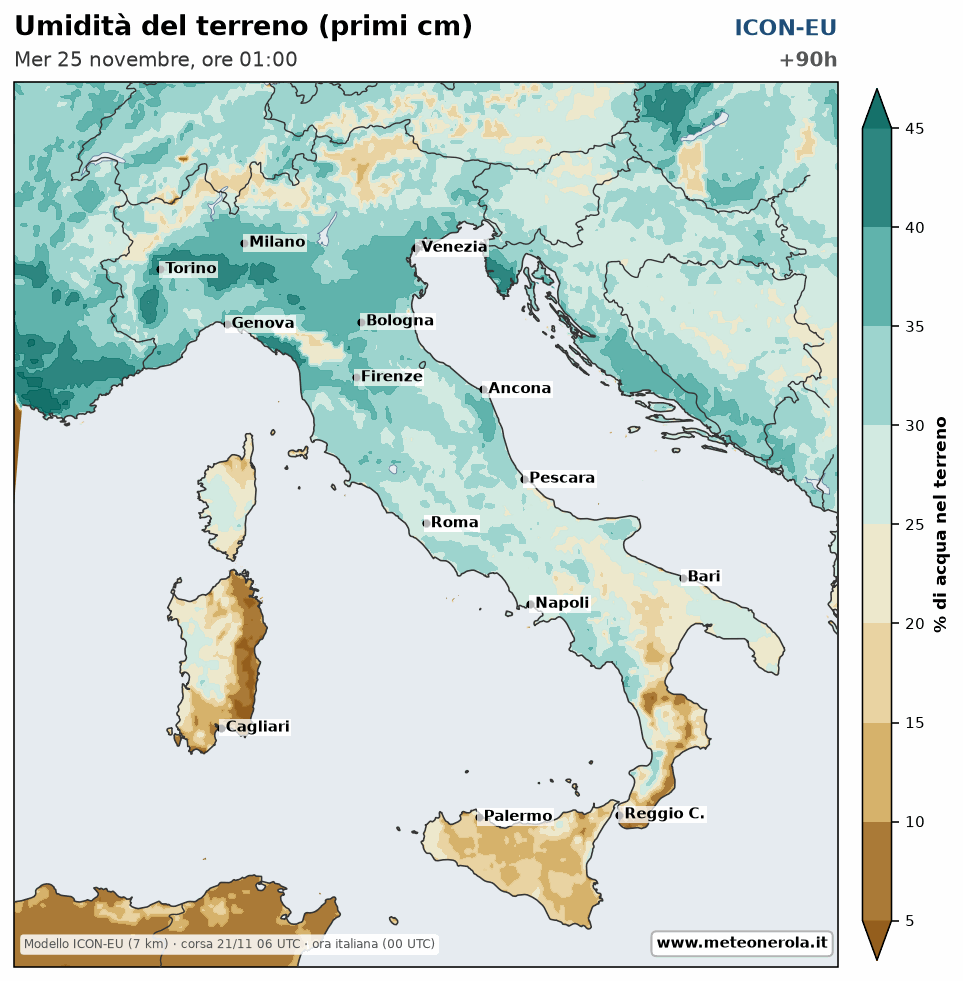 Umidità del terreno (primi cm)
ICON-EU
Mer 25 novembre, ore 01:00
+90h
45
40
35
30
25
20
15
10
5
% di acqua nel terreno
Milano
Venezia
Torino
Genova
Bologna
Firenze
Ancona
Pescara
Roma
Bari
Napoli
Cagliari
Palermo
Reggio C.
Modello ICON-EU (7 km) · corsa 21/11 06 UTC · ora italiana (00 UTC)
www.meteonerola.it